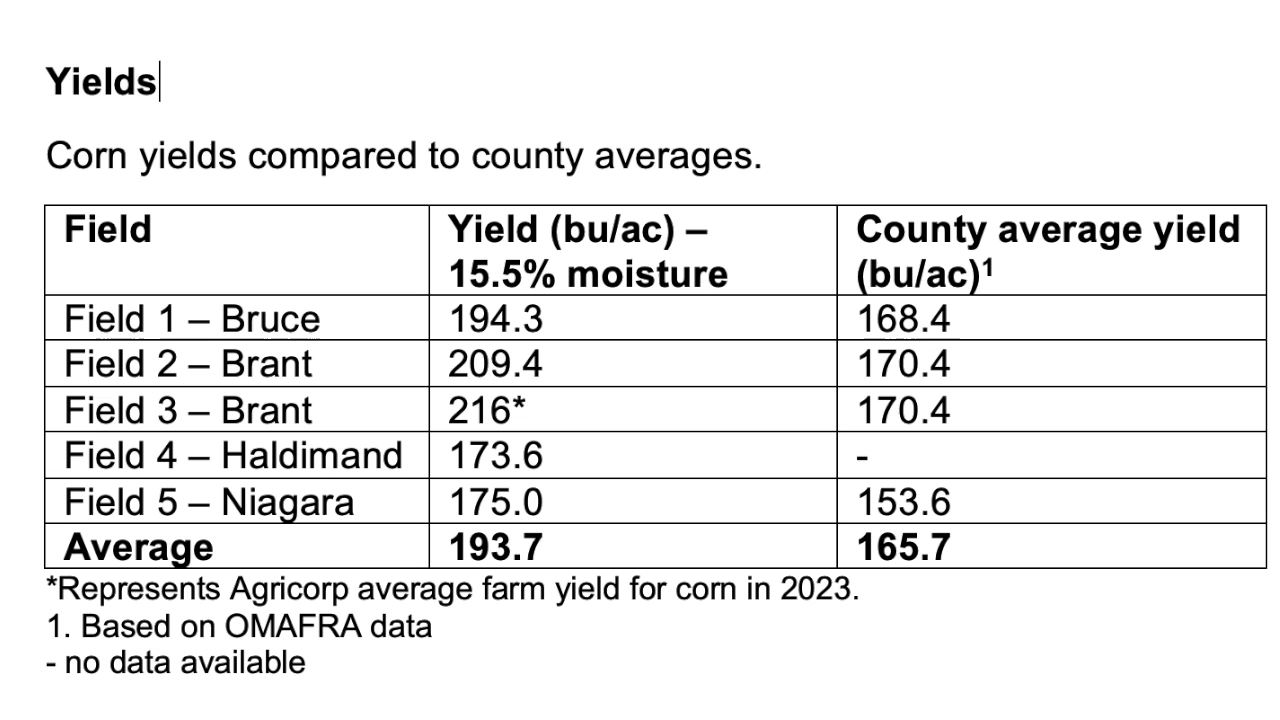 Yields
Corn yields compared to county averages.
Field Yield (bu/ac) – County average yield
15.5% moisture (bu/ac)¹
Field 1 – Bruce 194.3 168.4
Field 2 – Brant 209.4 170.4
Field 3 – Brant 216* 170.4
Field 4 – Haldimand 173.6 -
Field 5 – Niagara 175.0 153.6
Average 193.7 165.7
*Represents Agricorp average farm yield for corn in 2023.
1. Based on OMAFRA data
- no data available